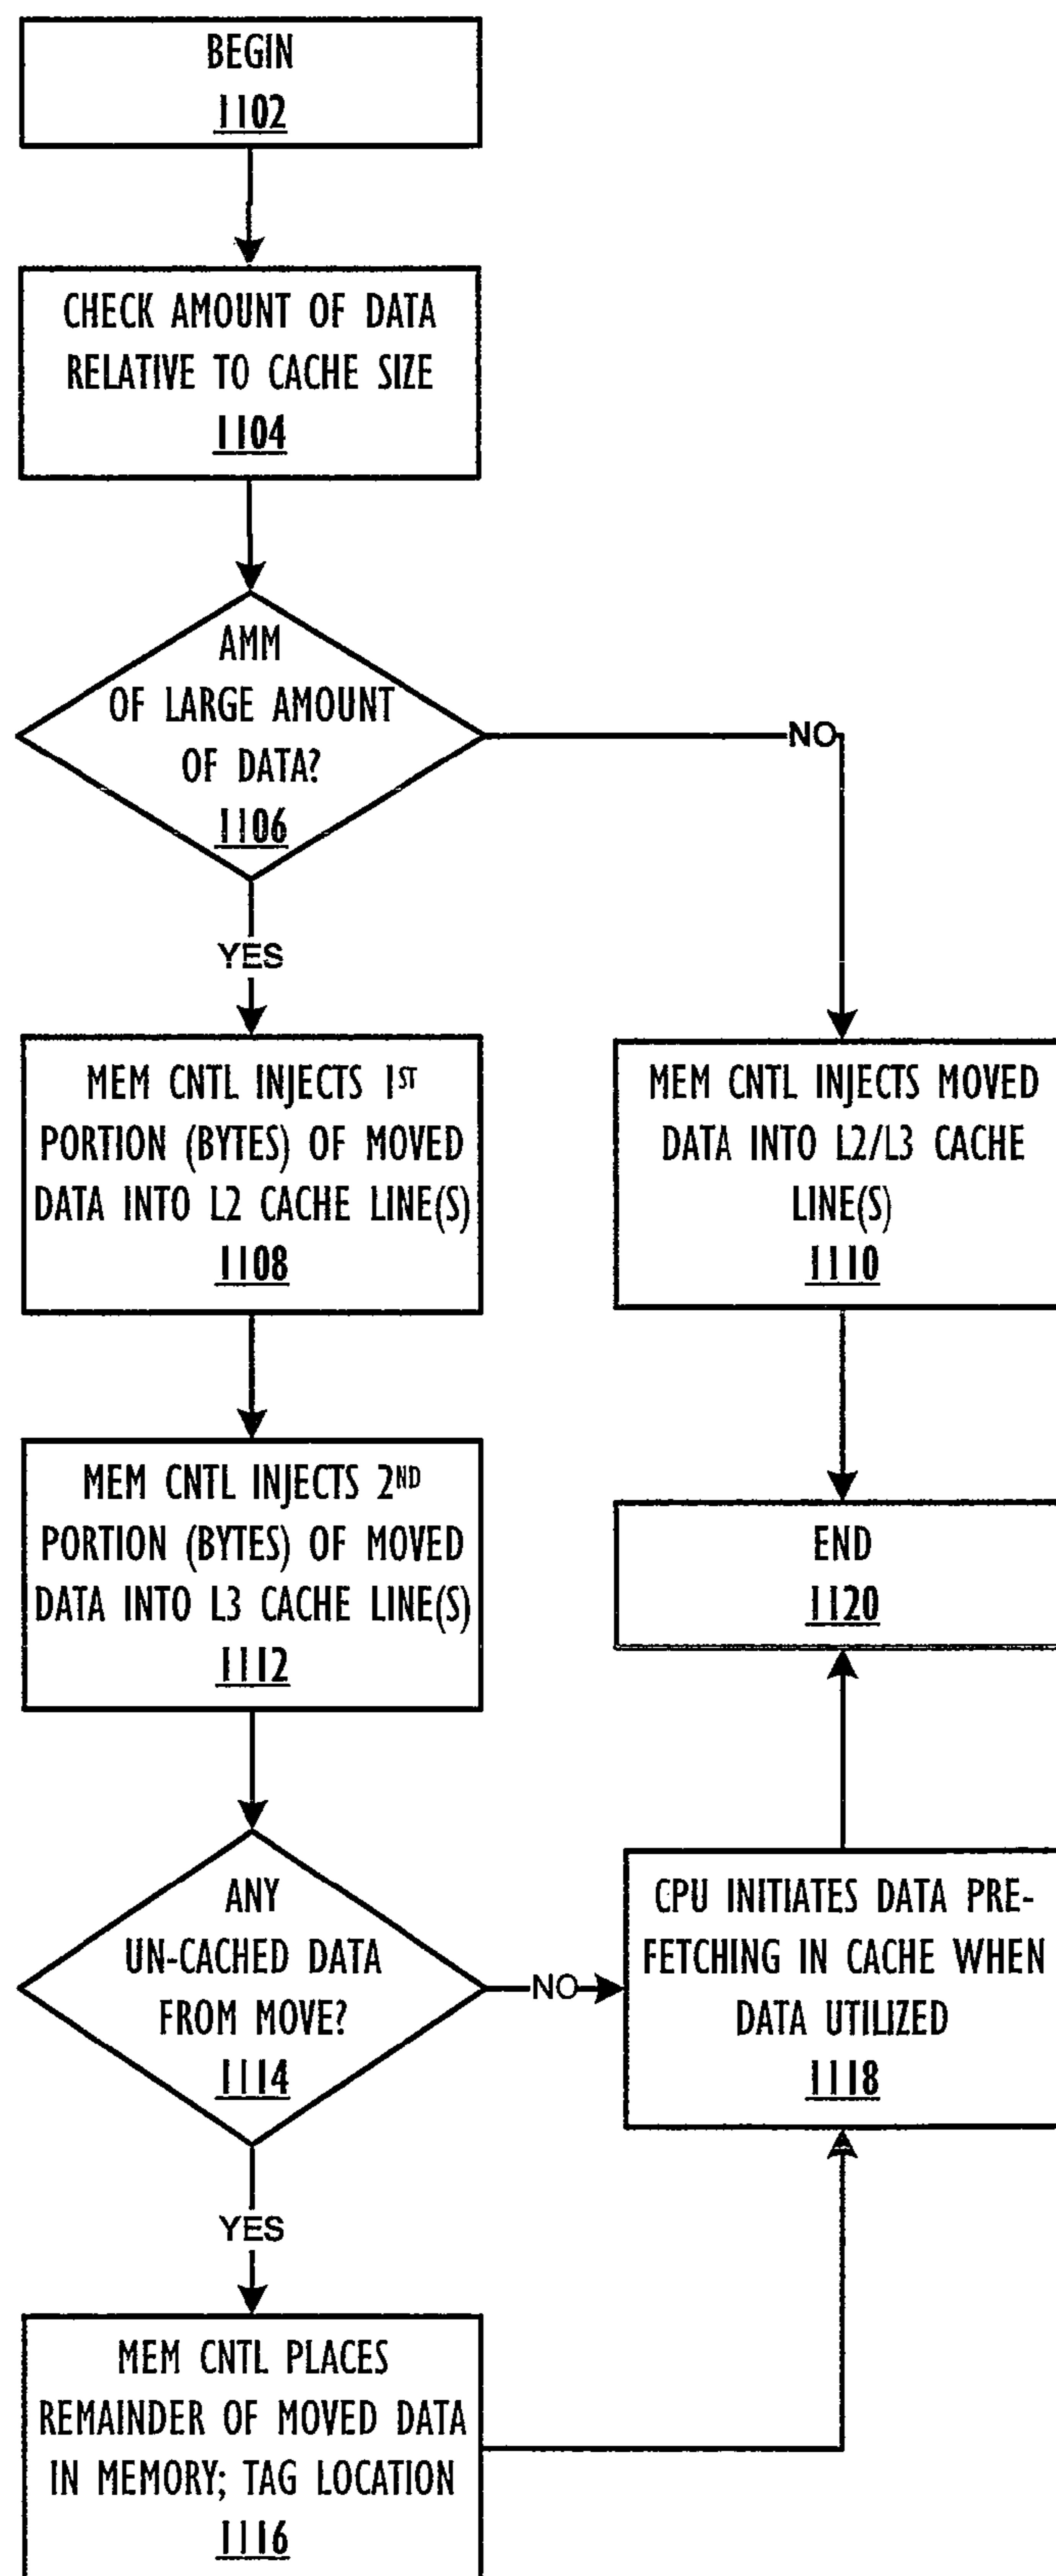 BEGIN
1102
CHECK AMOUNT OF DATA
RELATIVE TO CACHE SIZE
1104
AMM
OF LARGE AMOUNT
OF DATA?
1106
NO
YES
MEM CNTL INJECTS 1ST
PORTION (BYTES) OF MOVED
DATA INTO L2 CACHE LINE(S)
1108
MEM CNTL INJECTS MOVED
DATA INTO L2/L3 CACHE
LINE(S)
1110
MEM CNTL INJECTS 2ND
PORTION (BYTES) OF MOVED
DATA INTO L3 CACHE LINE(S)
1112
END
1120
ANY
UN-CACHED DATA
FROM MOVE?
1114
NO
CPU INITIATES DATA PRE-
FETCHING IN CACHE WHEN
DATA UTILIZED
1118
YES
MEM CNTL PLACES
REMAINDER OF MOVED DATA
IN MEMORY; TAG LOCATION
1116